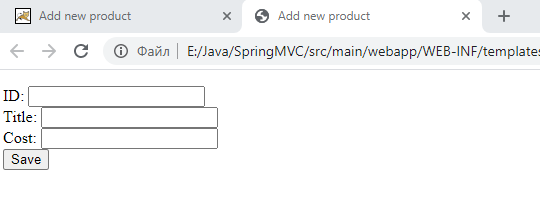 Add new product
Add new product
Файл E:/Java/SpringMVC/src/main/webapp/WEB-INF/templates
ID:
Title:
Cost:
Save